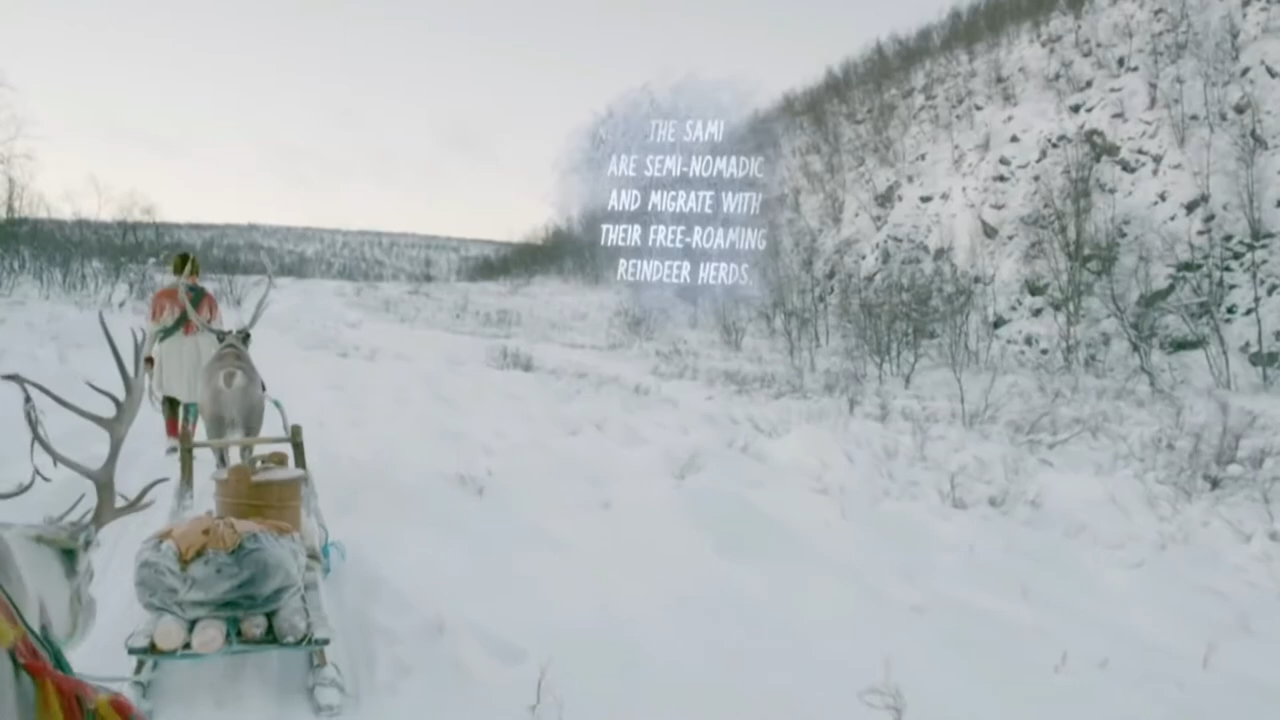 THE SAMI
ARE SEMI-NOMADIC
AND MIGRATE WITH
THEIR FREE-ROAMING
REINDEER HERDS.